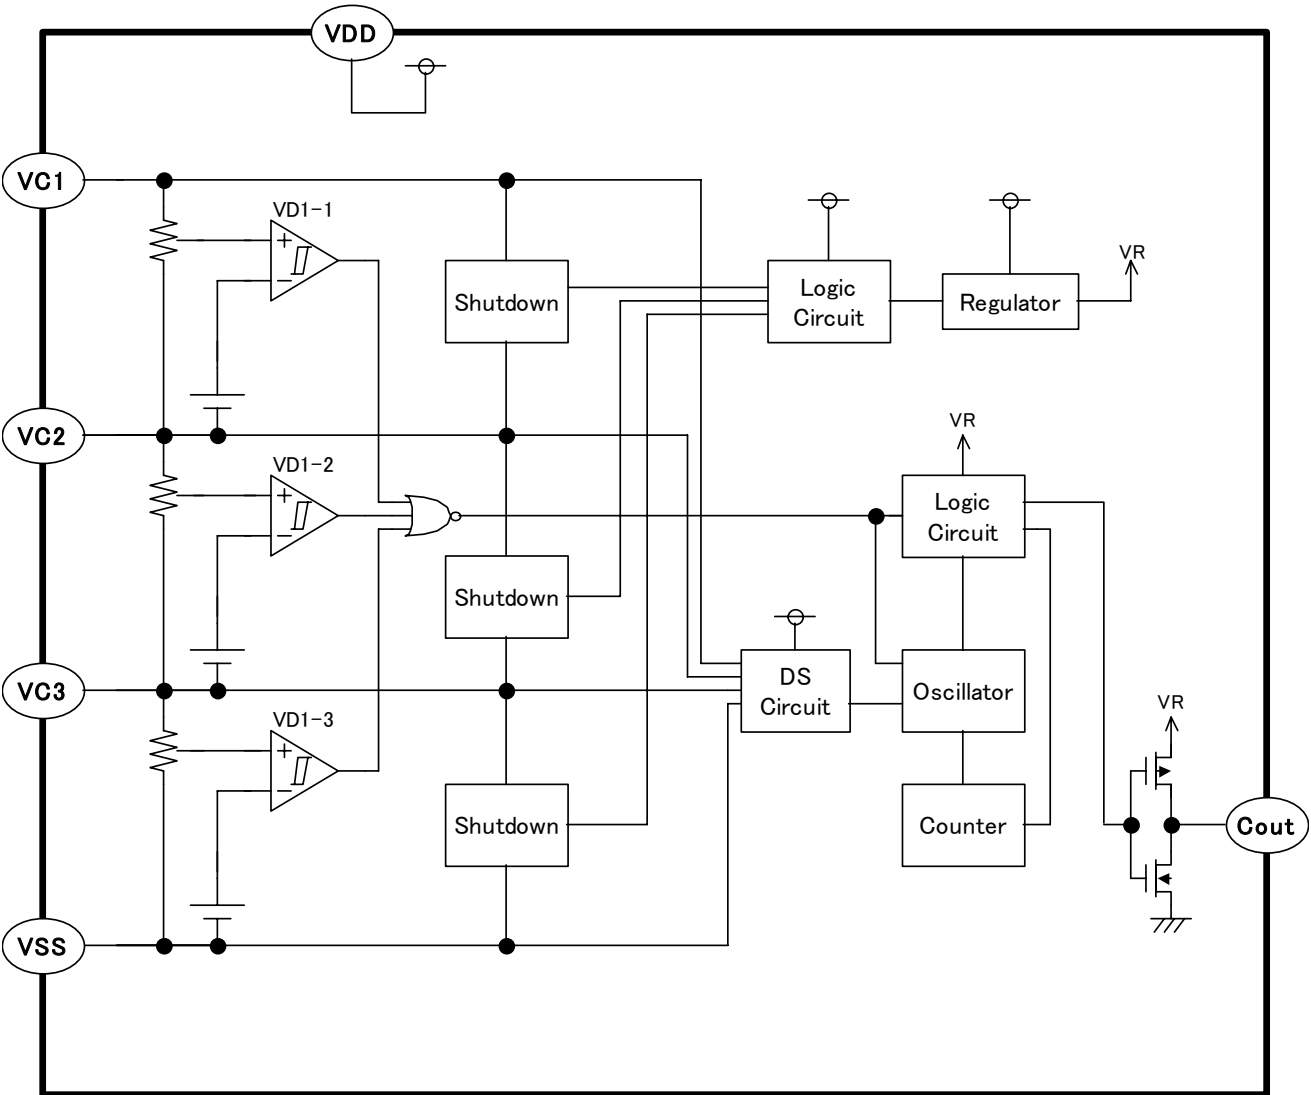 VDD
VC1
VD1-1
+
−
Shutdown
Logic
Circuit
Regulator
VR
VC2
VD1-2
+
−
VR
Logic
Circuit
Shutdown
VC3
VD1-3
+
−
DS
Circuit
Oscillator
VR
Shutdown
Counter
Cout
VSS